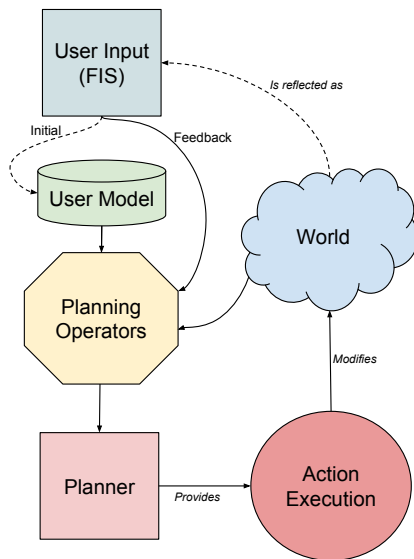 User Input
(FIS)
Is reflected as
Initial
Feedback
User Model
World
Planning
Operators
Modifies
Planner
Provides
Action
Execution